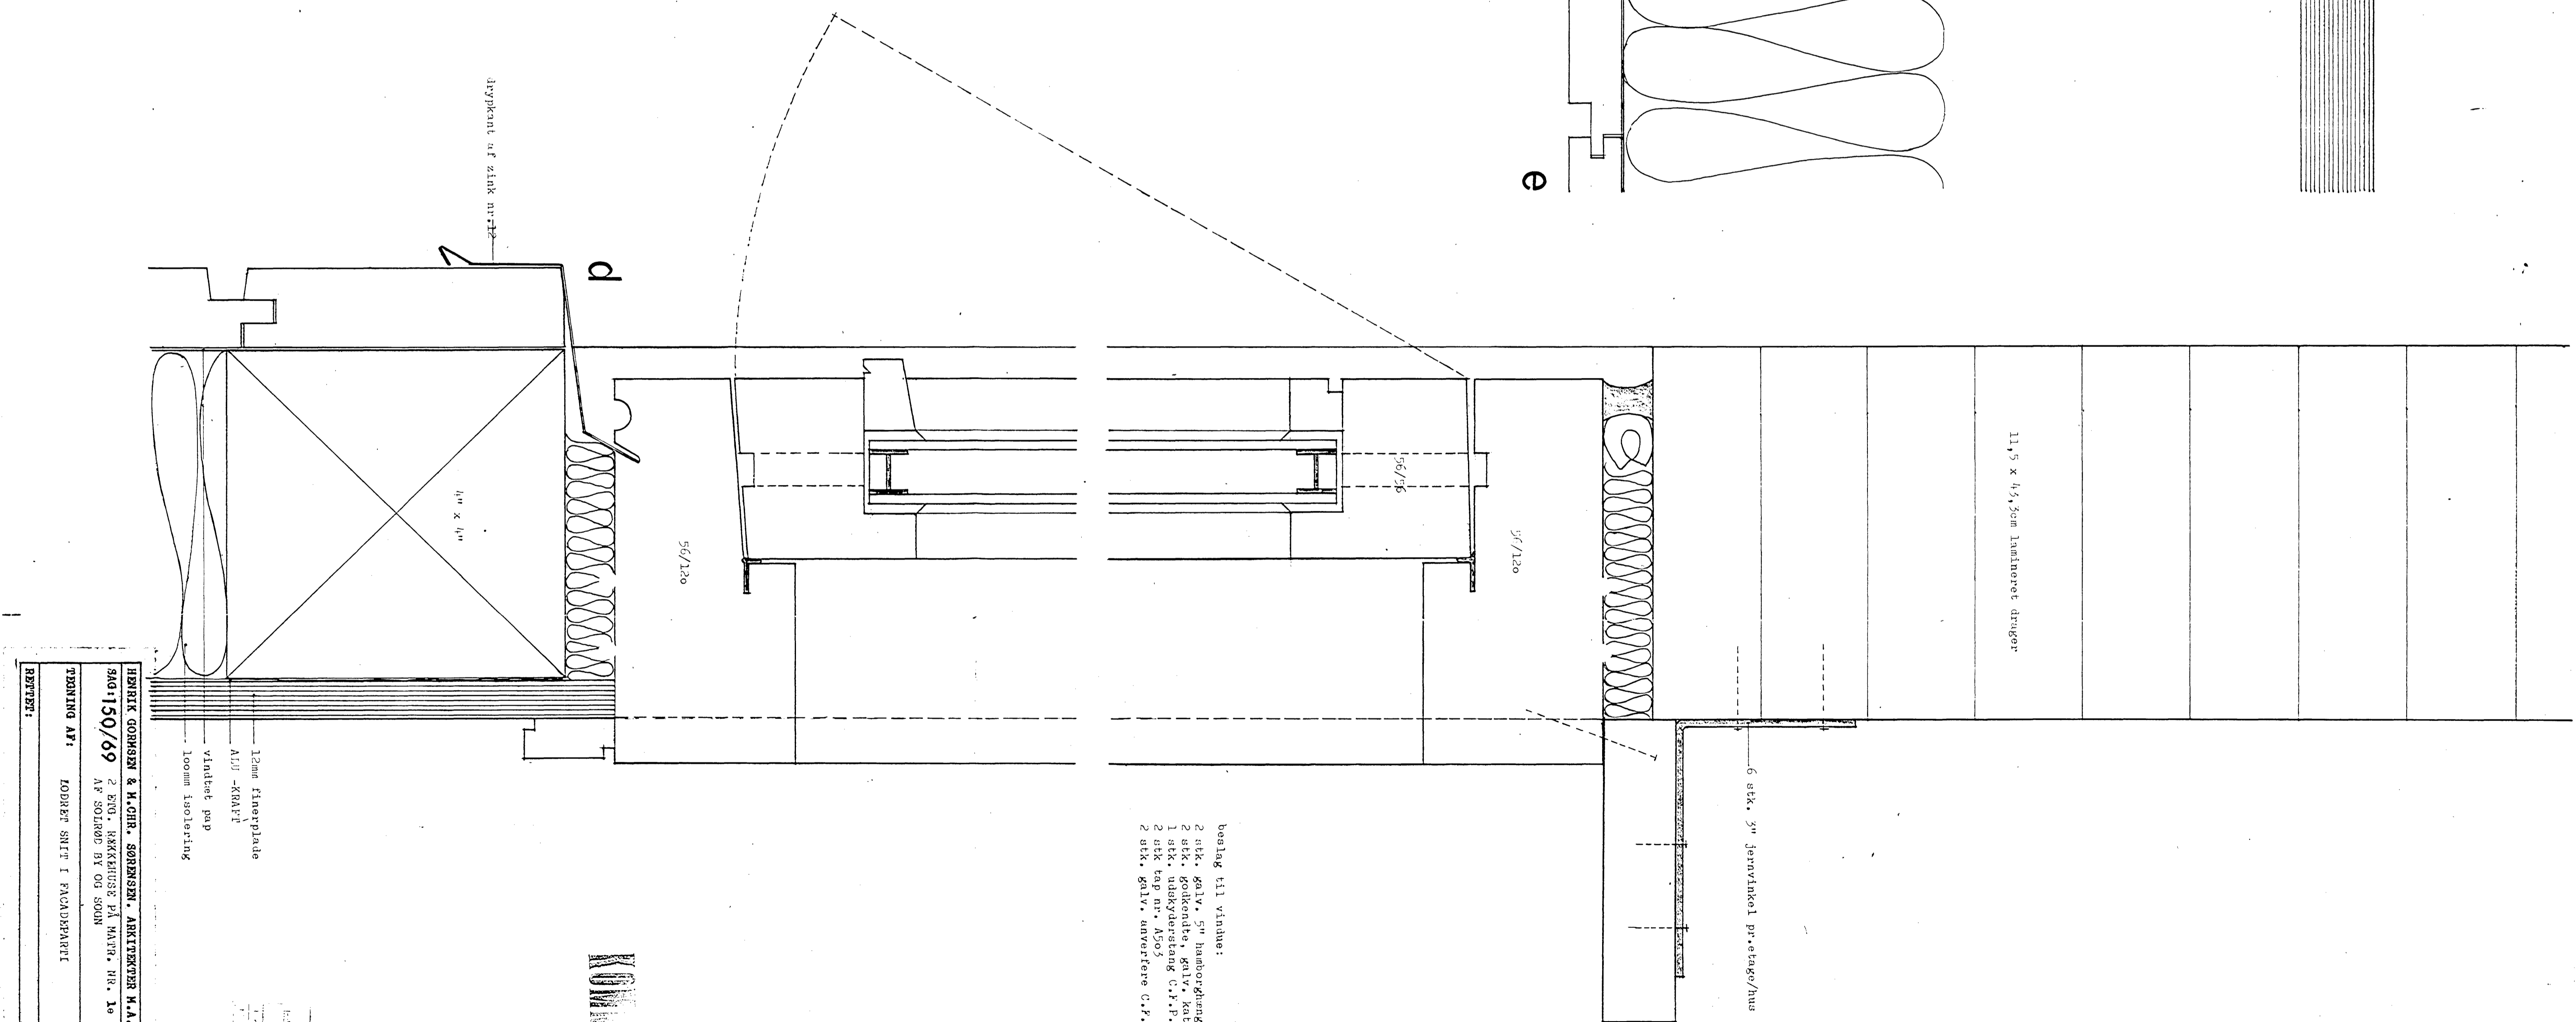 e
11,5 x 43,3cm lamineret drager
drypkant af zink nr.12
d
56/56
56/120
56/120
4" x 4"
6 stk. 3" jernvinkel pr.etage/hus
beslag til vindue:
2 stk. galv. 5" hamborghæng
2 stk. godkendte, galv. kat
1 stk. udskyderstang C.F.P.
2 stk tap nr. A503
2 stk. galv. anverfere C.F.
12mm finerplade
ALU -KRAFT
vindtæt pap
100mm isolering
KOM
HENRIK GORMSEN & M.CHR. SØRENSEN. ARKITEKTER M.A.
SAG: 150/69 2 ETG. RÆKKEHUSE PÅ MATR. NR. 1e
AF SOLRØD BY OG SOGN
TEGNING AF: LODRET SNIT I FACADEPARTI
RETTET: